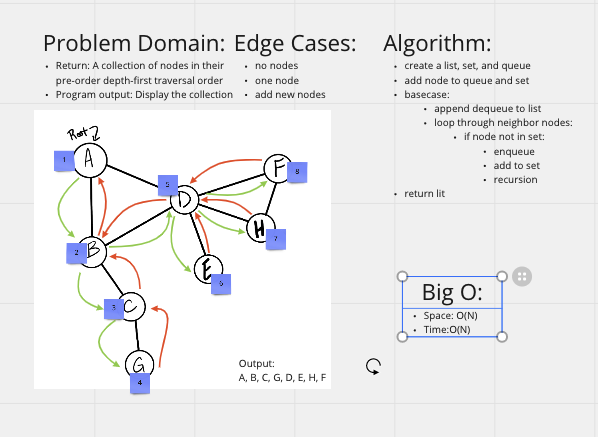 Problem Domain:
Return: A collection of nodes in their
pre-order depth-first traversal order
Program output: Display the collection
Edge Cases:
no nodes
one node
add new nodes
Algorithm:
create a list, set, and queue
add node to queue and set
basecase:
append dequeue to list
loop through neighbor nodes:
if node not in set:
enqueue
add to set
recursion
return lit
Root
1
A
5
D
F
8
H
7
2
B
E
6
3
C
G
4
Output:
A, B, C, G, D, E, H, F
Big O:
Space: O(N)
Time:O(N)